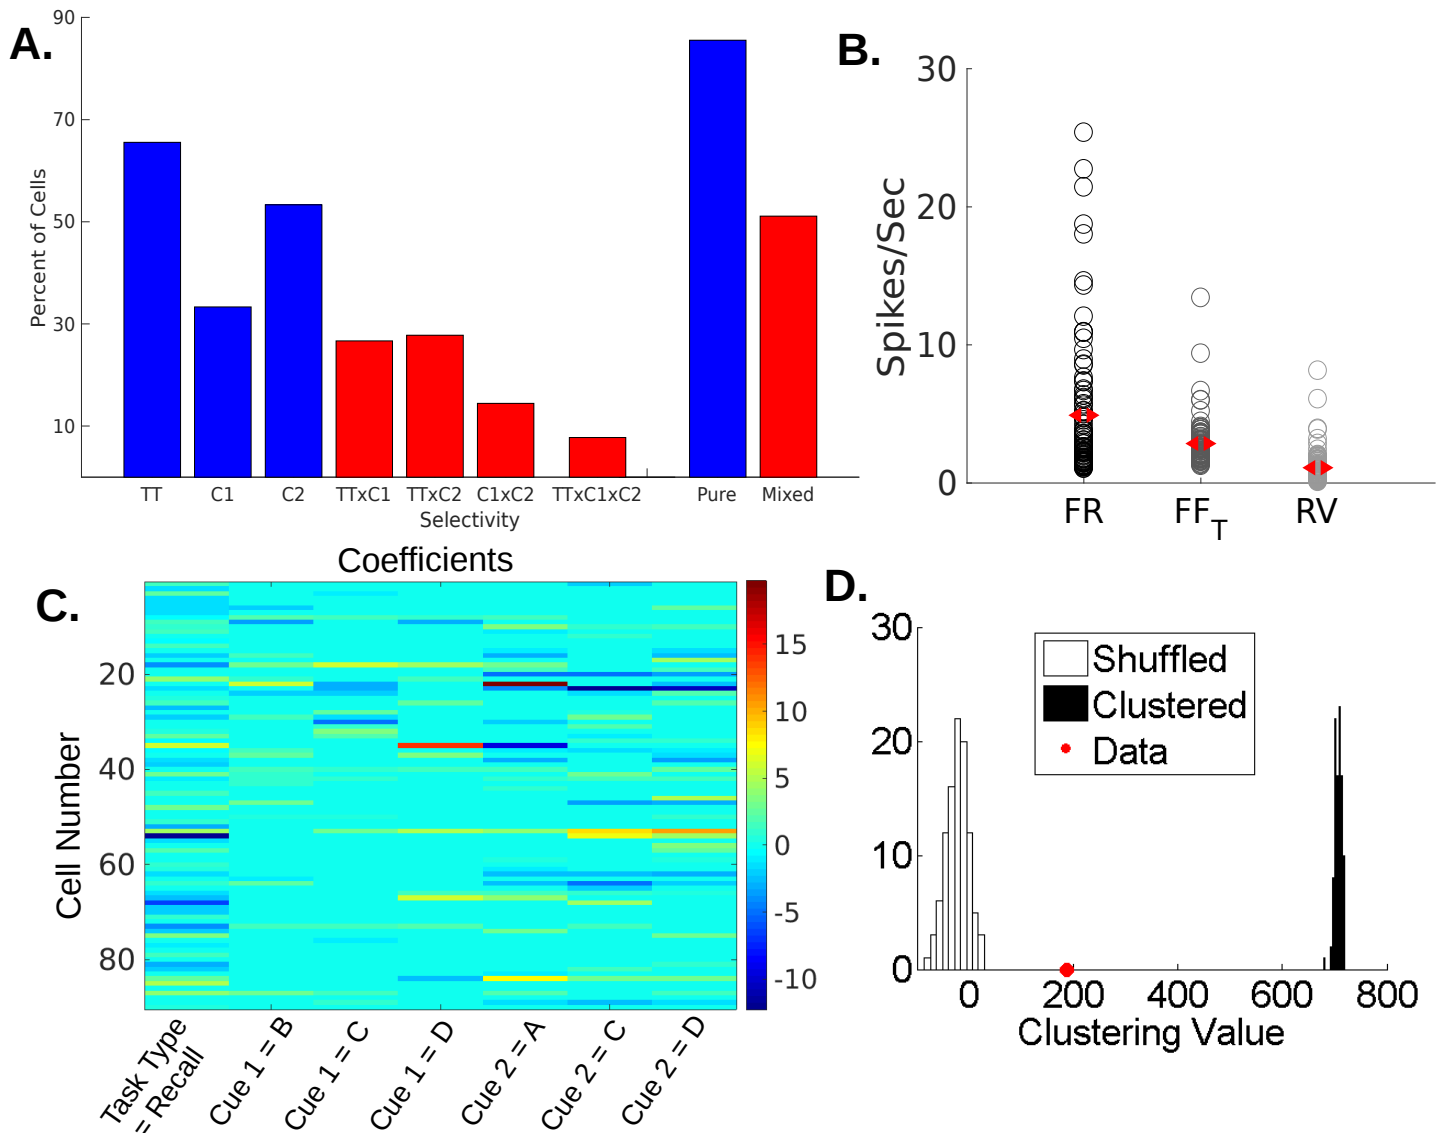 A.
90
70
50
30
10
Percent of Cells
TT C1 C2 TTxC1 TTxC2 C1xC2 TTxC1xC2 Pure Mixed
Selectivity
B.
30
20
10
0
Spikes/Sec
FR FFT RV
C.
Coefficients
20
40
60
80
Cell Number
15
10
5
0
-5
-10
Task Type
= Recall
Cue 1 = B
Cue 1 = C
Cue 1 = D
Cue 2 = A
Cue 2 = C
Cue 2 = D
D.
30
20
10
0
Shuffled
Clustered
Data
0 200 400 600 800
Clustering Value